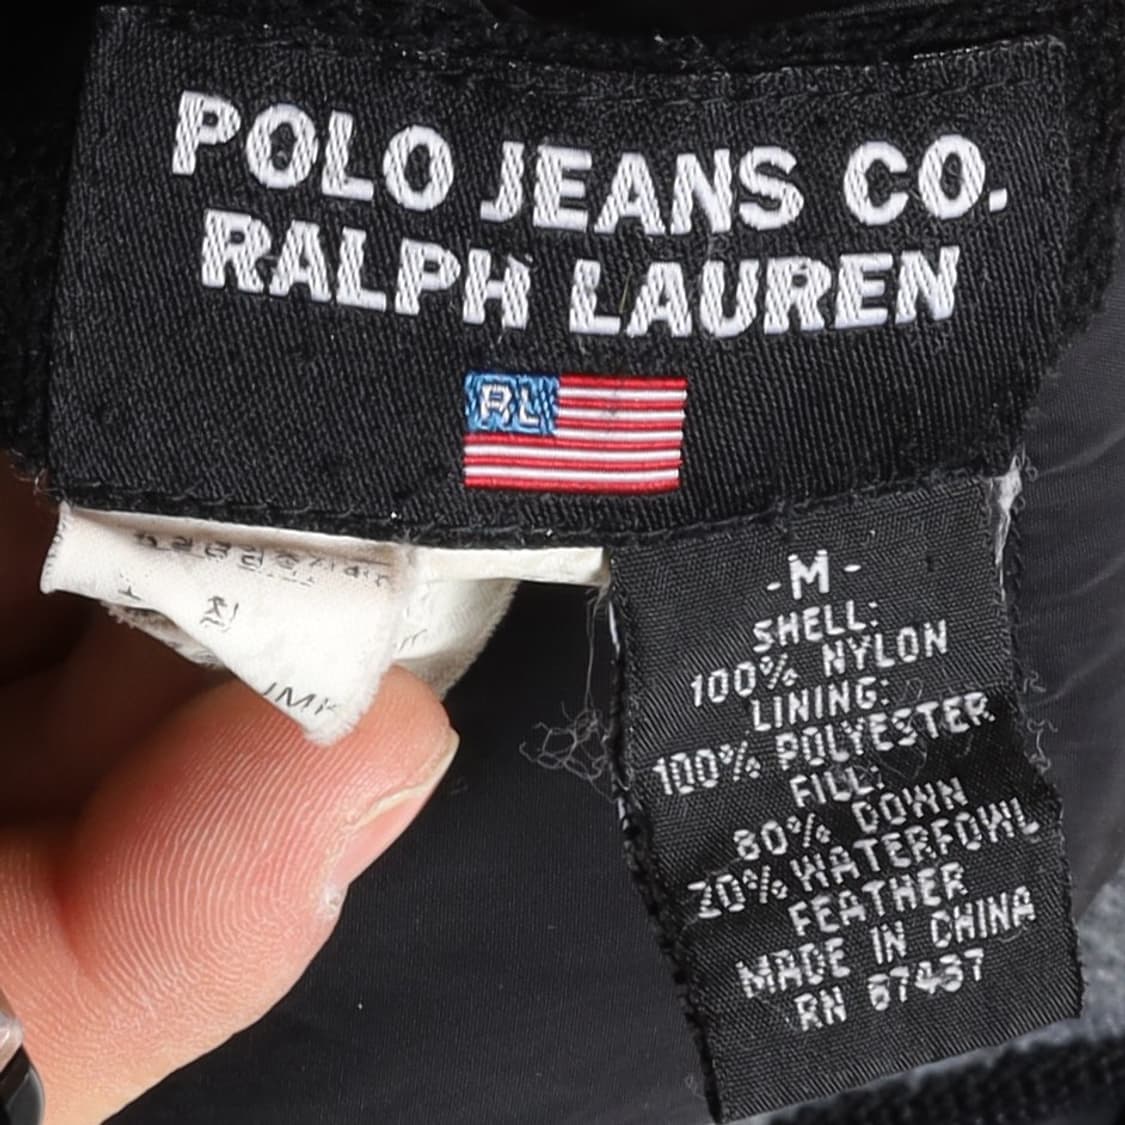 POLO JEANS CO.
RALPH LAUREN
RL
-M-
SHELL:
100% NYLON
LINING:
100% POLYESTER
FILL:
80% DOWN
20% WATERFOWL
FEATHER
MADE IN CHINA
RN